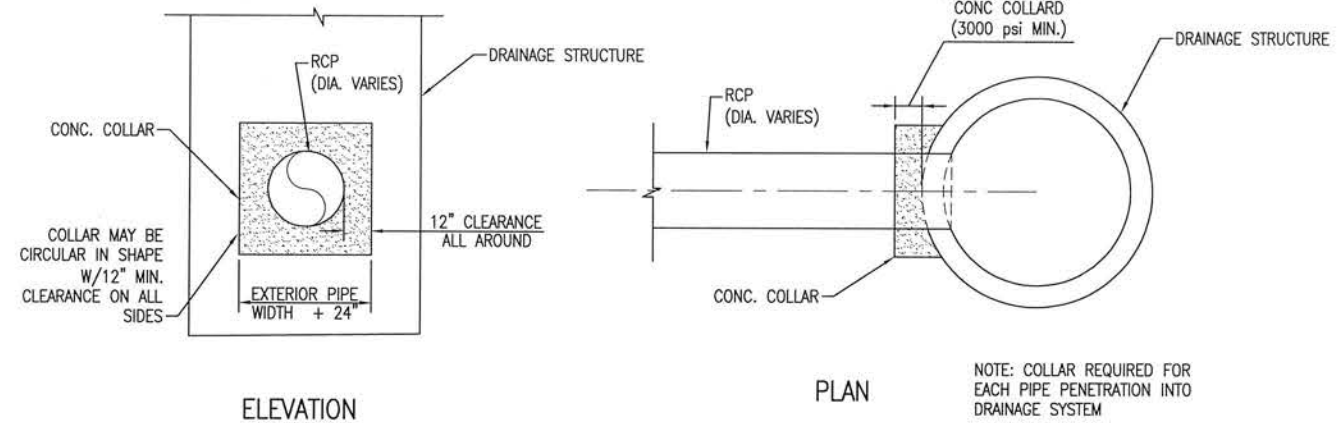 RCP
(DIA. VARIES)
DRAINAGE STRUCTURE
CONC. COLLAR
COLLAR MAY BE
CIRCULAR IN SHAPE
W/12" MIN.
CLEARANCE ON ALL
SIDES
12" CLEARANCE
ALL AROUND
EXTERIOR PIPE
WIDTH + 24"
ELEVATION
CONC COLLARD
(3000 psi MIN.)
DRAINAGE STRUCTURE
RCP
(DIA. VARIES)
CONC. COLLAR
PLAN
NOTE: COLLAR REQUIRED FOR
EACH PIPE PENETRATION INTO
DRAINAGE SYSTEM